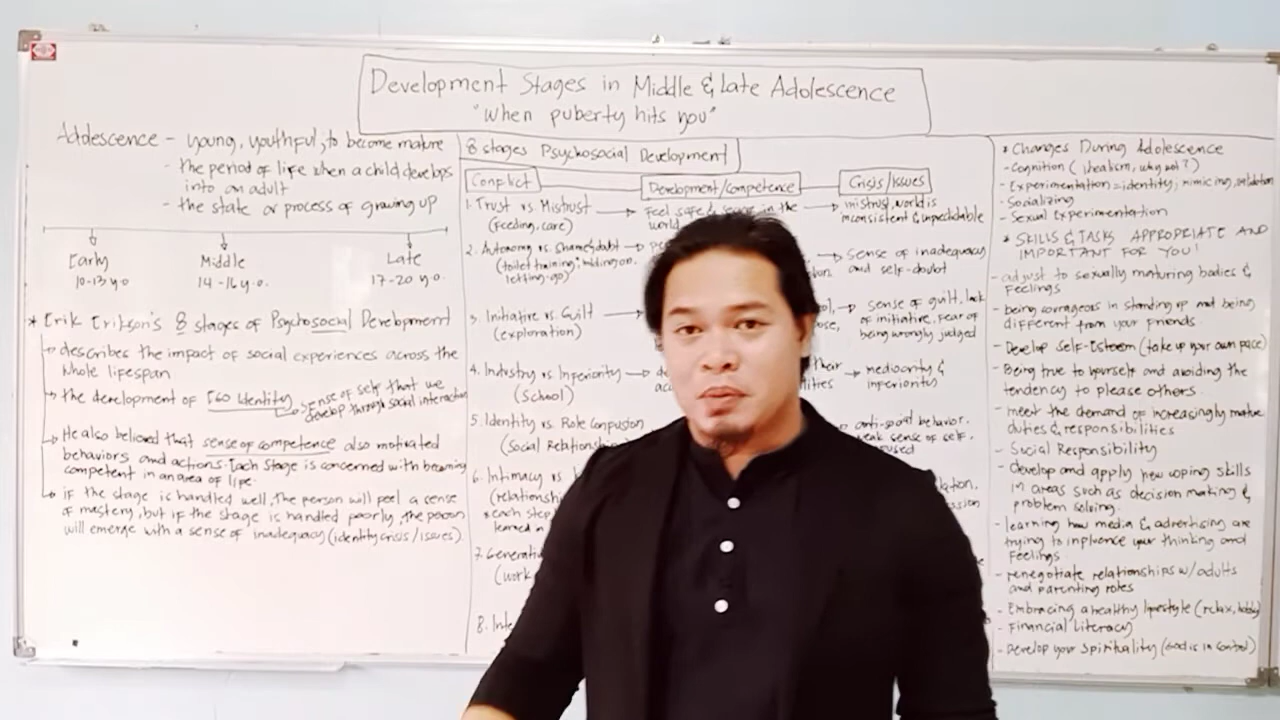 Development Stages in Middle & Late Adolescence
"When puberty hits you"
Adolescence - young, youthful, to become mature
- the period of life when a child develops
into an adult
- the state or process of growing up
Early
10-13 y.o
Middle
14-16 y.o.
Late
17-20 y.o.
* Erik Erikson's 8 stages of Psychosocial Development
describes the impact of social experiences across the
whole lifespan
the development of EGO Identity
sense of self that we
develop through social interaction
He also believed that sense of competence also motivated
behaviors and actions. Each stage is concerned with becoming
competent in an area of life.
if the stage is handled well, the person will feel a sense
of mastery, but if the stage is handled poorly, the person
will emerge with a sense of inadequacy (identity crisis/issues)
8 stages Psychosocial Development
Conflict
Development/competence
Crisis/Issues
1. Trust vs Mistrust
(Feeding, care)
feel safe & in the
world
mistrust, world is
inconsistent & unpredictable
2. Autonomy vs. Shame & doubt
(toilet training: holding on,
letting-go)
sense of inadequacy
and self-doubt
3. Initiative vs. Guilt
(exploration)
sense of guilt, lack
of initiative, fear of
being wrongly judged
4. Industry vs Inferiority
(School)
their
mediocrity &
inferiority
5. Identity vs. Role Confusion
(Social Relationsh
anti-social behavior,
sense of self,
6. Intimacy vs.
(relationshi
* each step
learned in
7. Generati
(work
8. Inte
* Changes During Adolescence
- Cognition (idealism, why not?)
- Experimentation = identity, mimicing, validation
- Socializing
- Sexual Experimentation
* SKILLS & TASKS APPROPRIATE AND
IMPORTANT FOR YOU!
- adjust to sexually maturing bodies &
feelings
- being courageous in standing up and being
different from your friends
- Develop self-Esteem (take up your own pace)
- Being true to yourself and avoiding the
tendency to please others.
- meet the demand of increasingly mature
duties & responsibilities
- Social Responsibility
- develop and apply new coping skills
in areas such as decision making &
problem solving.
- learning how media & advertising are
trying to influence your thinking and
feelings
- renegotiate relationships w/ adults
and parenting roles
- Embracing a healthy lifestyle (relax, hobby)
- Financial Literacy
- Develop your Spirituality (God is in Control)